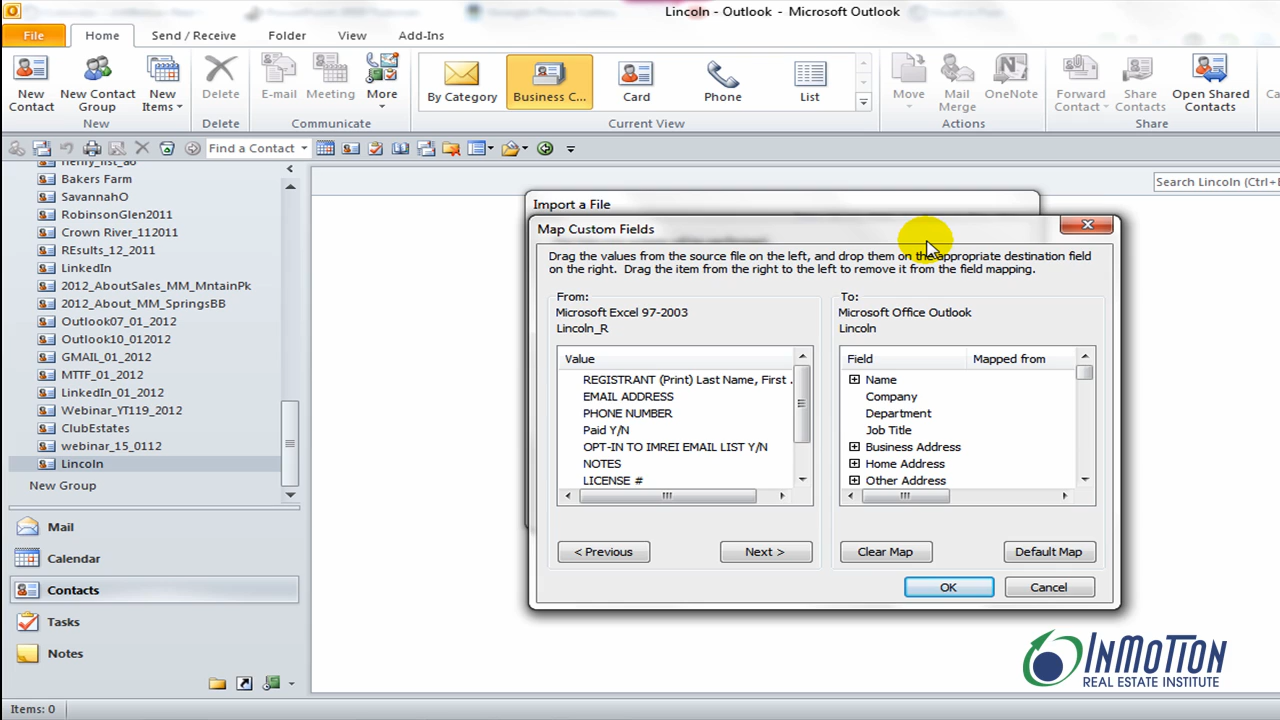 Lincoln - Outlook - Microsoft Outlook
File Home Send / Receive Folder View Add-Ins
New Contact
New Contact Group
New Items
Delete
E-mail
Meeting
More
By Category
Business C...
Card
Phone
List
Move
Mail Merge
OneNote
Forward Contact
Share Contacts
Open Shared Contacts
New Delete Communicate Current View Actions Share
Find a Contact
Bakers Farm
SavannahO
RobinsonGlen2011
Crown River_112011
REsults_12_2011
LinkedIn
2012_AboutSales_MM_MntainPk
2012_About_MM_SpringsBB
Outlook07_01_2012
Outlook10_012012
GMAIL_01_2012
MTTF_01_2012
LinkedIn_01_2012
Webinar_YT119_2012
ClubEstates
webinar_15_0112
Lincoln
New Group
Mail
Calendar
Contacts
Tasks
Notes
Items: 0
Search Lincoln (Ctrl+E
Import a File
Map Custom Fields
Drag the values from the source file on the left, and drop them on the appropriate destination field
on the right. Drag the item from the right to the left to remove it from the field mapping.
From:
Microsoft Excel 97-2003
Lincoln_R
Value
REGISTRANT (Print) Last Name, First .
EMAIL ADDRESS
PHONE NUMBER
Paid Y/N
OPT-IN TO IMREI EMAIL LIST Y/N
NOTES
LICENSE #
< Previous
Next >
To:
Microsoft Office Outlook
Lincoln
Field Mapped from
Name
Company
Department
Job Title
Business Address
Home Address
Other Address
Clear Map
Default Map
OK
Cancel
INMOTION
REAL ESTATE INSTITUTE